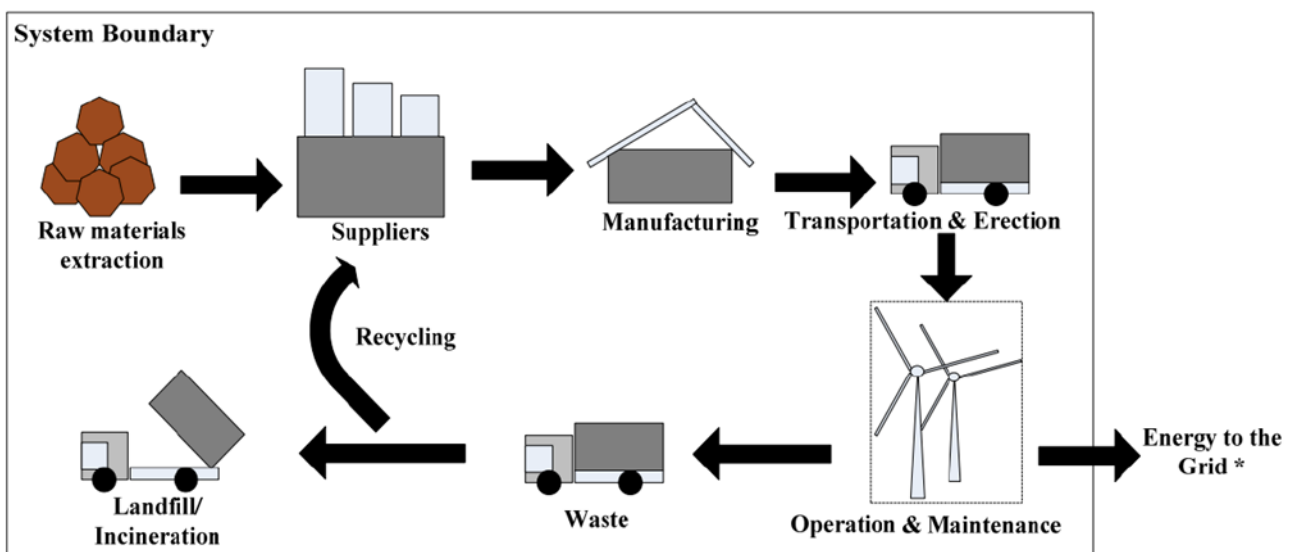 System Boundary
Raw materials
extraction
Suppliers
Manufacturing
Transportation & Erection
Recycling
Landfill/
Incineration
Waste
Operation & Maintenance
Energy to the
Grid *